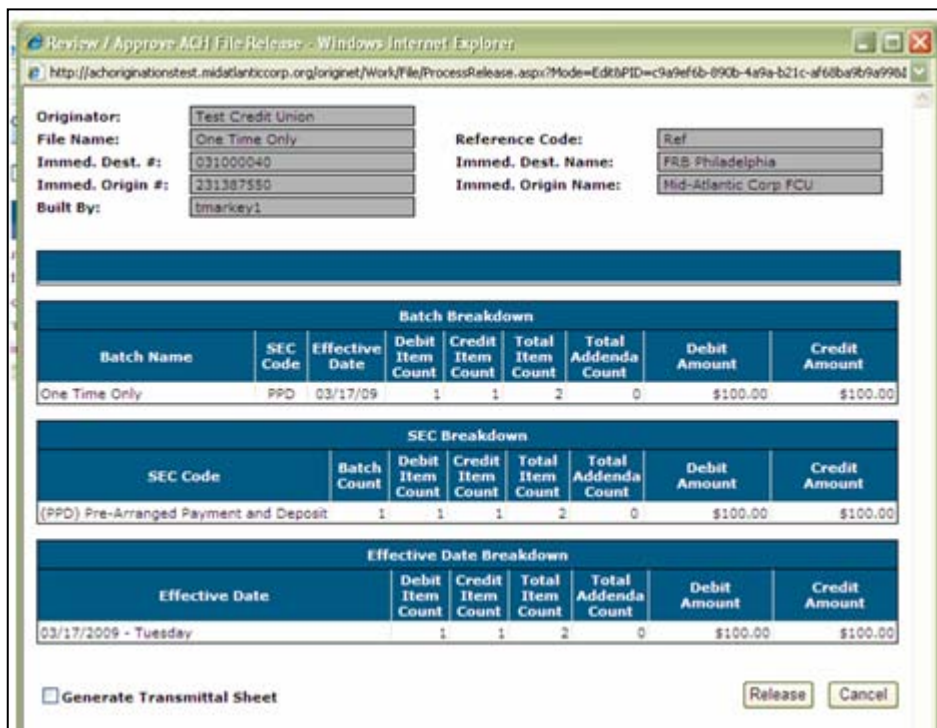 Review / Approve ACH File Release - Windows Internet Explorer
http://achoriginationstest.midatlanticcorp.org/originet/Work/File/ProcessRelease.aspx?Mode=Edit&PID=c9a9ef6b-890b-4a9a-b21c-af68ba9b9a998
Originator: Test Credit Union
File Name: One Time Only Reference Code: Ref
Immed. Dest. #: 031000040 Immed. Dest. Name: FRB Philadelphia
Immed. Origin #: 231387550 Immed. Origin Name: Mid-Atlantic Corp FCU
Built By: tmarkey1
Batch Breakdown
Batch Name SEC Code Effective Date Debit Item Count Credit Item Count Total Item Count Total Addenda Count Debit Amount Credit Amount
One Time Only PPD 03/17/09 1 1 2 0 $100.00 $100.00
SEC Breakdown
SEC Code Batch Count Debit Item Count Credit Item Count Total Item Count Total Addenda Count Debit Amount Credit Amount
(PPD) Pre-Arranged Payment and Deposit 1 1 1 2 0 $100.00 $100.00
Effective Date Breakdown
Effective Date Debit Item Count Credit Item Count Total Item Count Total Addenda Count Debit Amount Credit Amount
03/17/2009 - Tuesday 1 1 2 0 $100.00 $100.00
Generate Transmittal Sheet Release Cancel